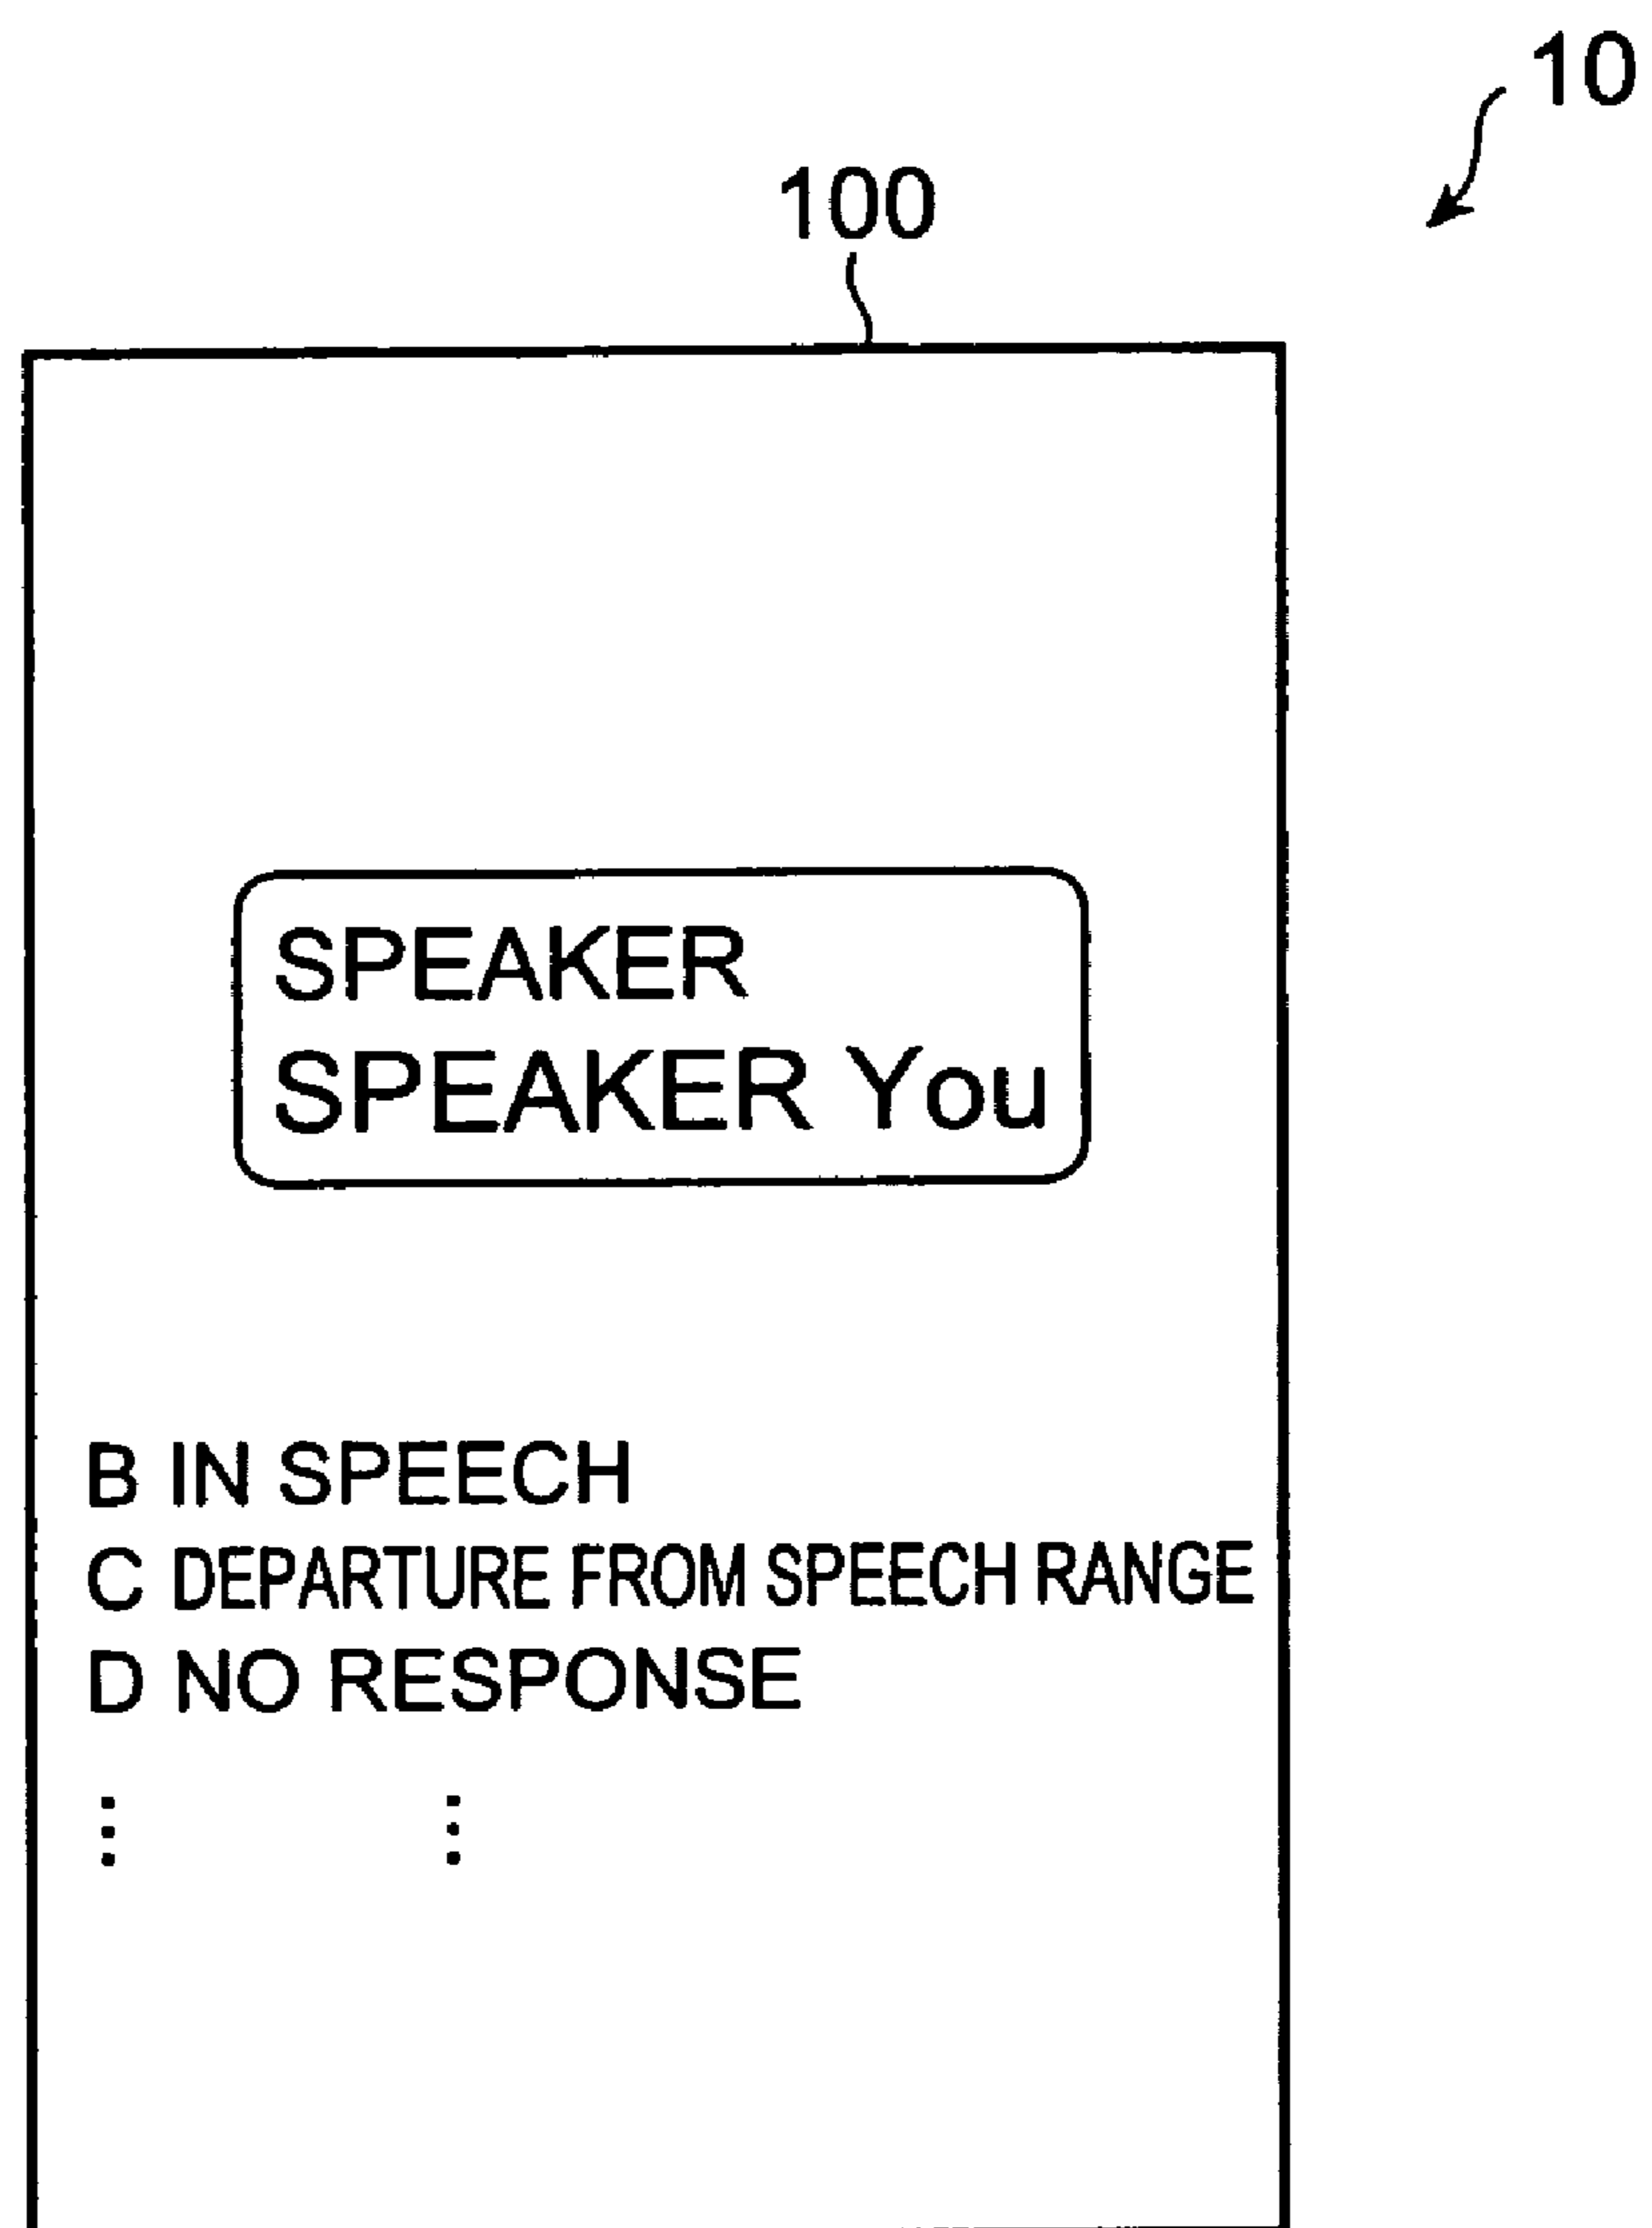 10
100
SPEAKER
SPEAKER You
B IN SPEECH
C DEPARTURE FROM SPEECH RANGE
D NO RESPONSE
⋮ ⋮